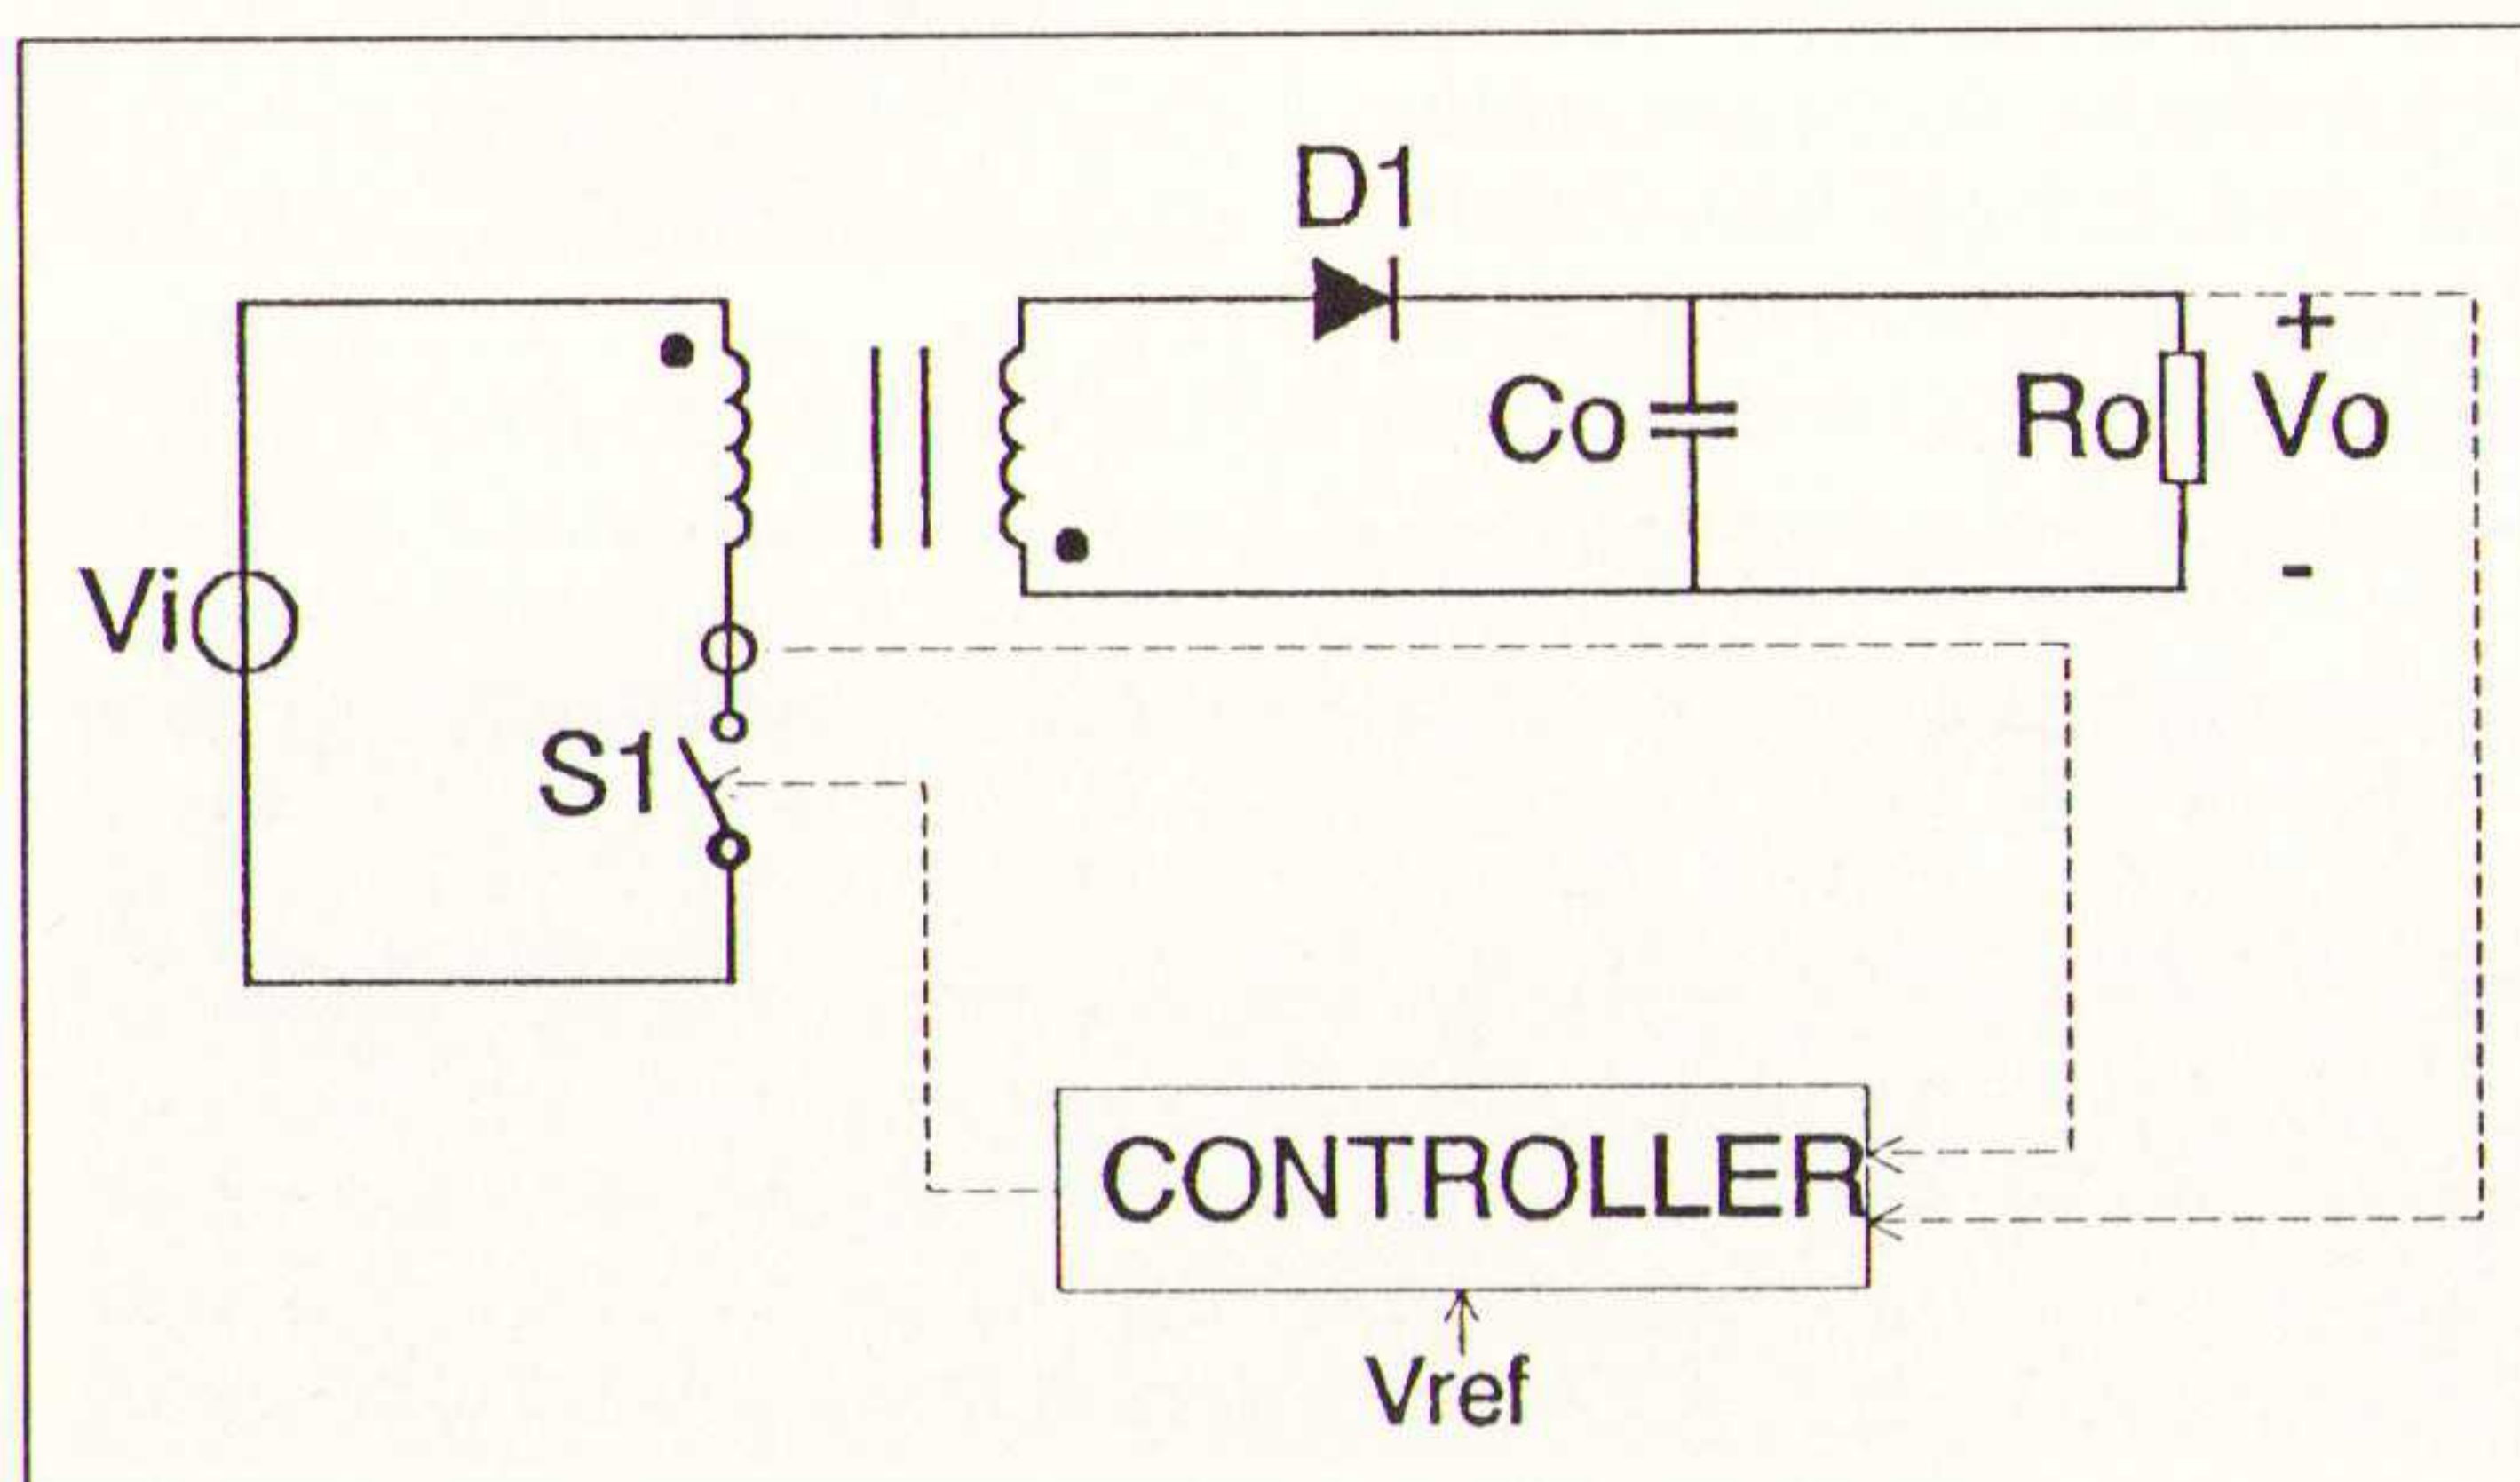 D1
Co
Ro
+
Vo
-
Vi
S1
CONTROLLER
Vref